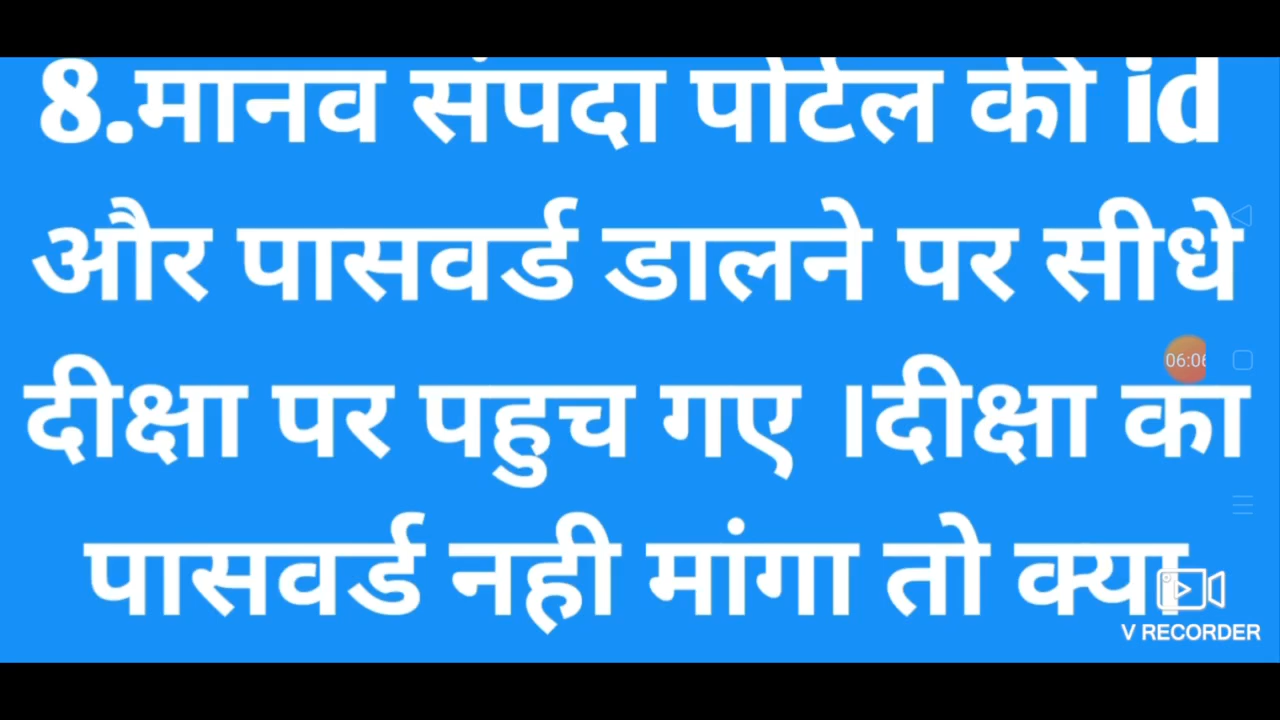 8.मानव संपदा पोर्टल की id
और पासवर्ड डालने पर सीधे
दीक्षा पर पहुच गए ।दीक्षा का
06:06
पासवर्ड नही मांगा तो क्या
V RECORDER